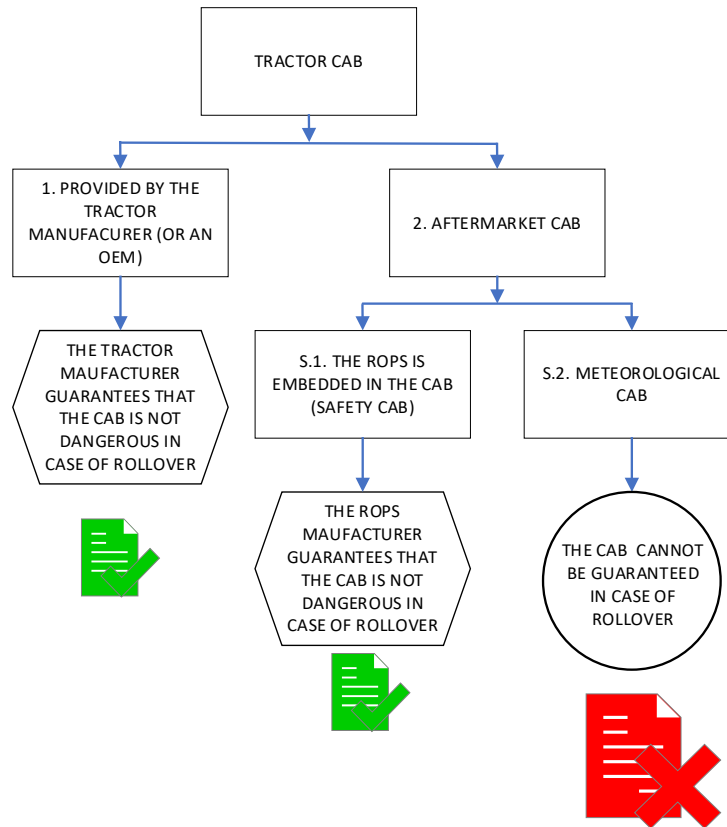 TRACTOR CAB
1. PROVIDED BY THE
TRACTOR
MANUFACURER (OR AN
OEM)
2. AFTERMARKET CAB
THE TRACTOR
MAUFACTURER
GUARANTEES THAT
THE CAB IS NOT
DANGEROUS IN
CASE OF ROLLOVER
S.1. THE ROPS IS
EMBEDDED IN THE CAB
(SAFETY CAB)
S.2. METEOROLOGICAL
CAB
THE ROPS
MAUFACTURER
GUARANTEES THAT
THE CAB IS NOT
DANGEROUS IN
CASE OF ROLLOVER
THE CAB CANNOT
BE GUARANTEED
IN CASE OF
ROLLOVER